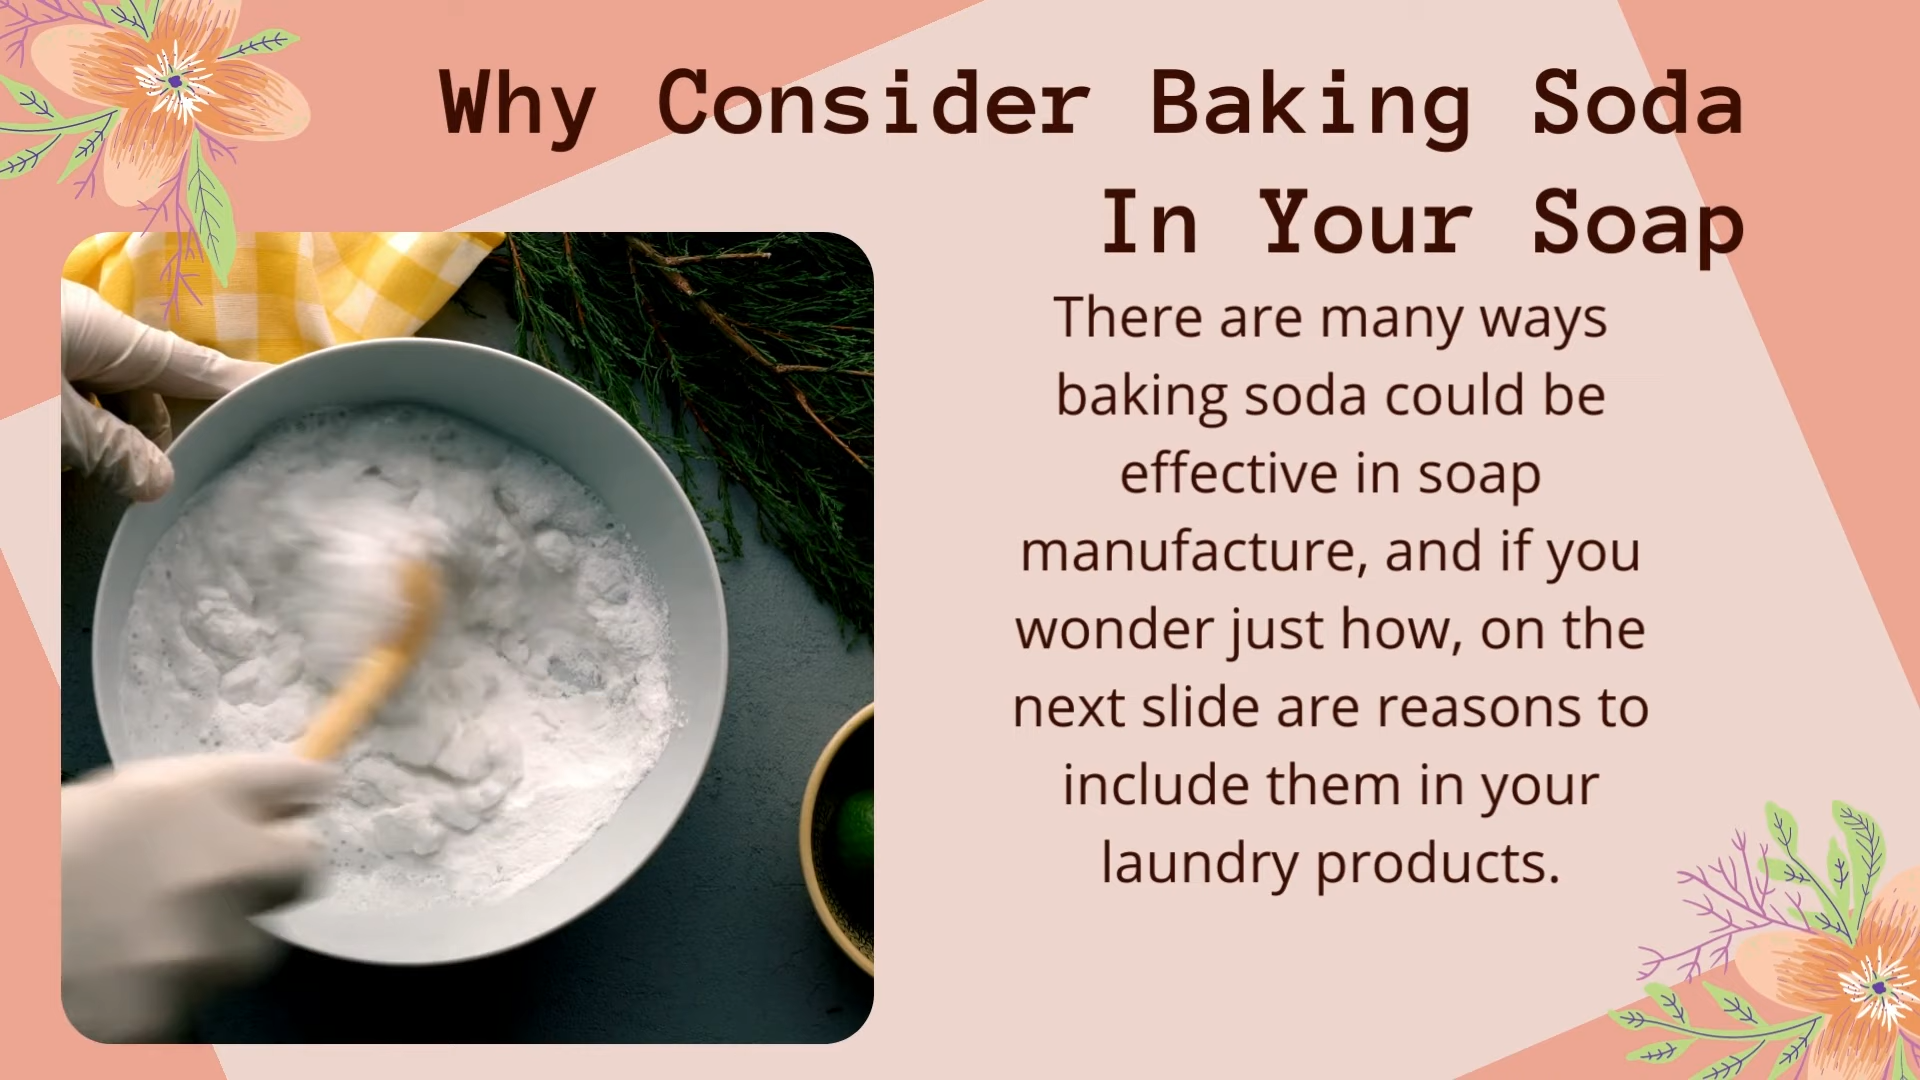 Why Consider Baking Soda
In Your Soap
There are many ways
baking soda could be
effective in soap
manufacture, and if you
wonder just how, on the
next slide are reasons to
include them in your
laundry products.